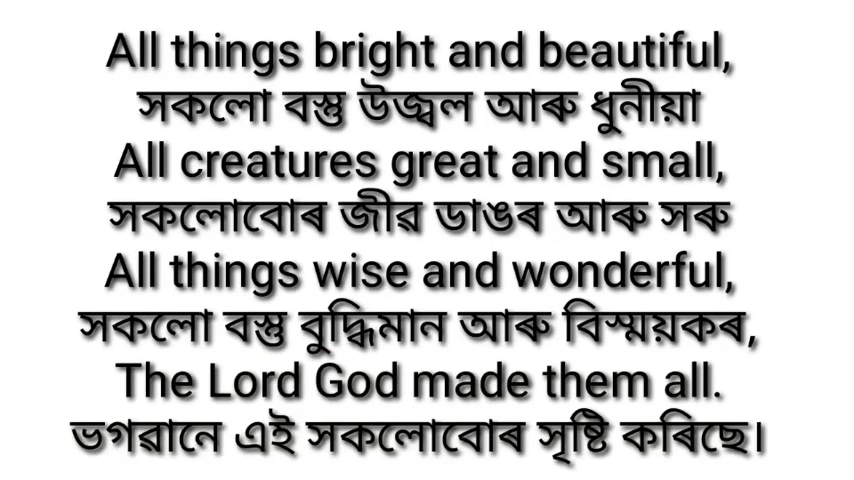 All things bright and beautiful,
সকলো বস্তু উজ্বল আৰু ধুনীয়া
All creatures great and small,
সকলোবোৰ জীৱ ডাঙৰ আৰু সৰু
All things wise and wonderful,
সকলো বস্তু বুদ্ধিমান আৰু বিস্ময়কৰ,
The Lord God made them all.
ভগৱানে এই সকলোবোৰ সৃষ্টি কৰিছে।